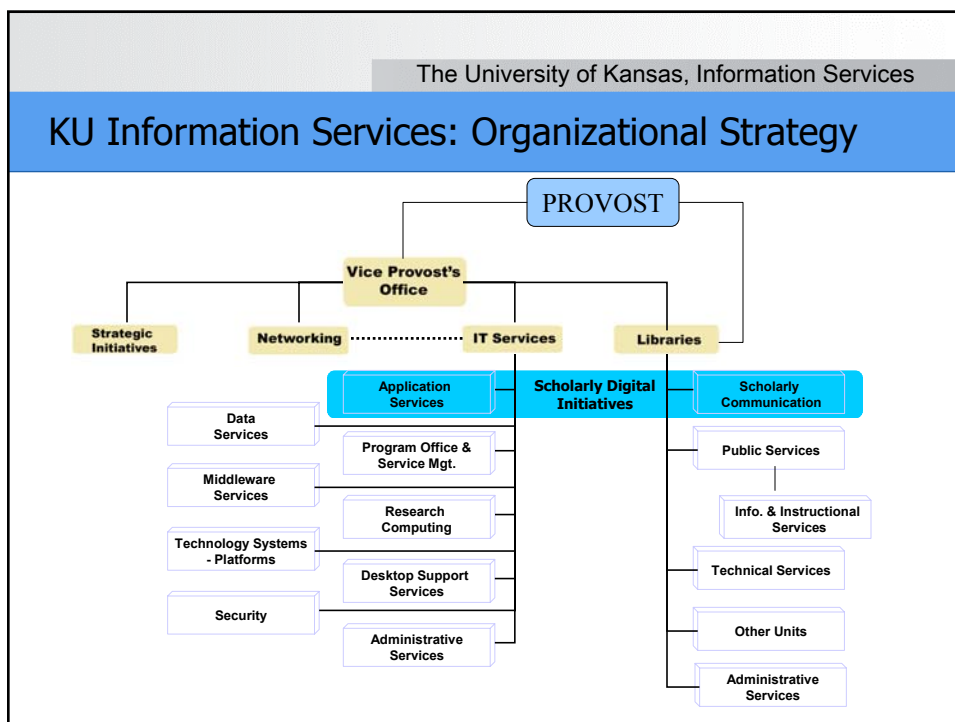 The University of Kansas, Information Services
KU Information Services: Organizational Strategy
PROVOST
Vice Provost's
Office
Strategic
Initiatives
Networking
IT Services
Libraries
Application
Services
Scholarly Digital
Initiatives
Scholarly
Communication
Data
Services
Program Office &
Service Mgt.
Public Services
Middleware
Services
Research
Computing
Info. & Instructional
Services
Technology Systems
- Platforms
Desktop Support
Services
Technical Services
Security
Other Units
Administrative
Services
Administrative
Services